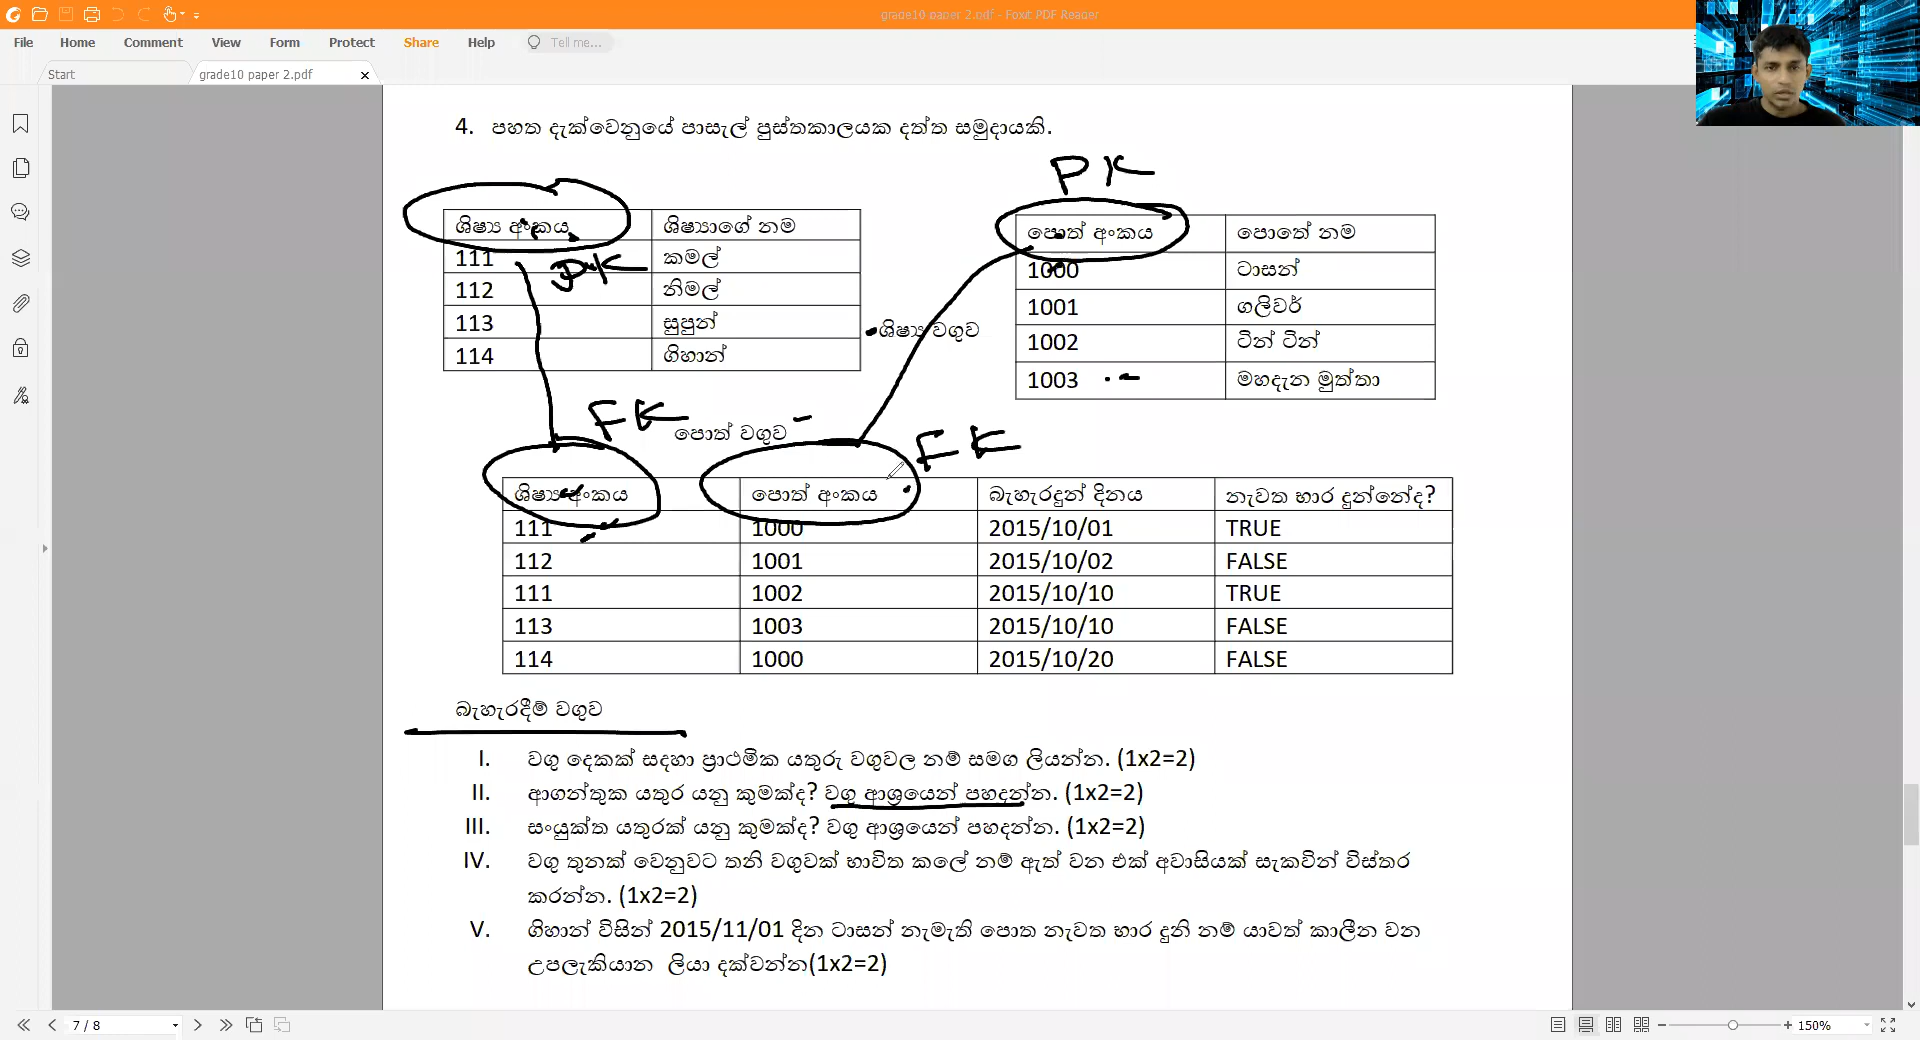 grade10 paper 2.pdf - Foxit PDF Reader
File Home Comment View Form Protect Share Help Tell me...
Start grade10 paper 2.pdf
4. පහත දැක්වෙනුයේ පාසැල් පුස්තකාලයක දත්ත සමුදායකි.
PK
ශිෂ්‍ය අංකය ශිෂ්‍යාගේ නම
111 කමල්
PK
112 නිමල්
113 සුපුන්
114 ගිහාන්
ශිෂ්‍ය වගුව
පොත් අංකය පොතේ නම
1000 ටාසන්
1001 ගලිවර්
1002 ටින් ටින්
1003 මහදැන මුත්තා
FK
පොත් වගුව
FK
ශිෂ්‍ය අංකය පොත් අංකය බැහැරදුන් දිනය නැවත භාර දුන්නේද?
111 1000 2015/10/01 TRUE
112 1001 2015/10/02 FALSE
111 1002 2015/10/10 TRUE
113 1003 2015/10/10 FALSE
114 1000 2015/10/20 FALSE
බැහැරදීම් වගුව
I. වගු දෙකක් සදහා ප්‍රාථමික යතුරු වගුවල නම් සමග ලියන්න. (1x2=2)
II. ආගන්තුක යතුර යනු කුමක්ද? වගු ආශ්‍රයෙන් පහදන්න. (1x2=2)
III. සංයුක්ත යතුරක් යනු කුමක්ද? වගු ආශ්‍රයෙන් පහදන්න. (1x2=2)
IV. වගු තුනක් වෙනුවට තනි වගුවක් භාවිත කලේ නම් ඇත් වන එක් අවාසියක් සැකවින් විස්තර
කරන්න. (1x2=2)
V. ගිහාන් විසින් 2015/11/01 දින ටාසන් නැමැති පොත නැවත භාර දුනි නම් යාවත් කාලීන වන
උපලැකියාන ලියා දක්වන්න(1x2=2)
7 / 8 150%